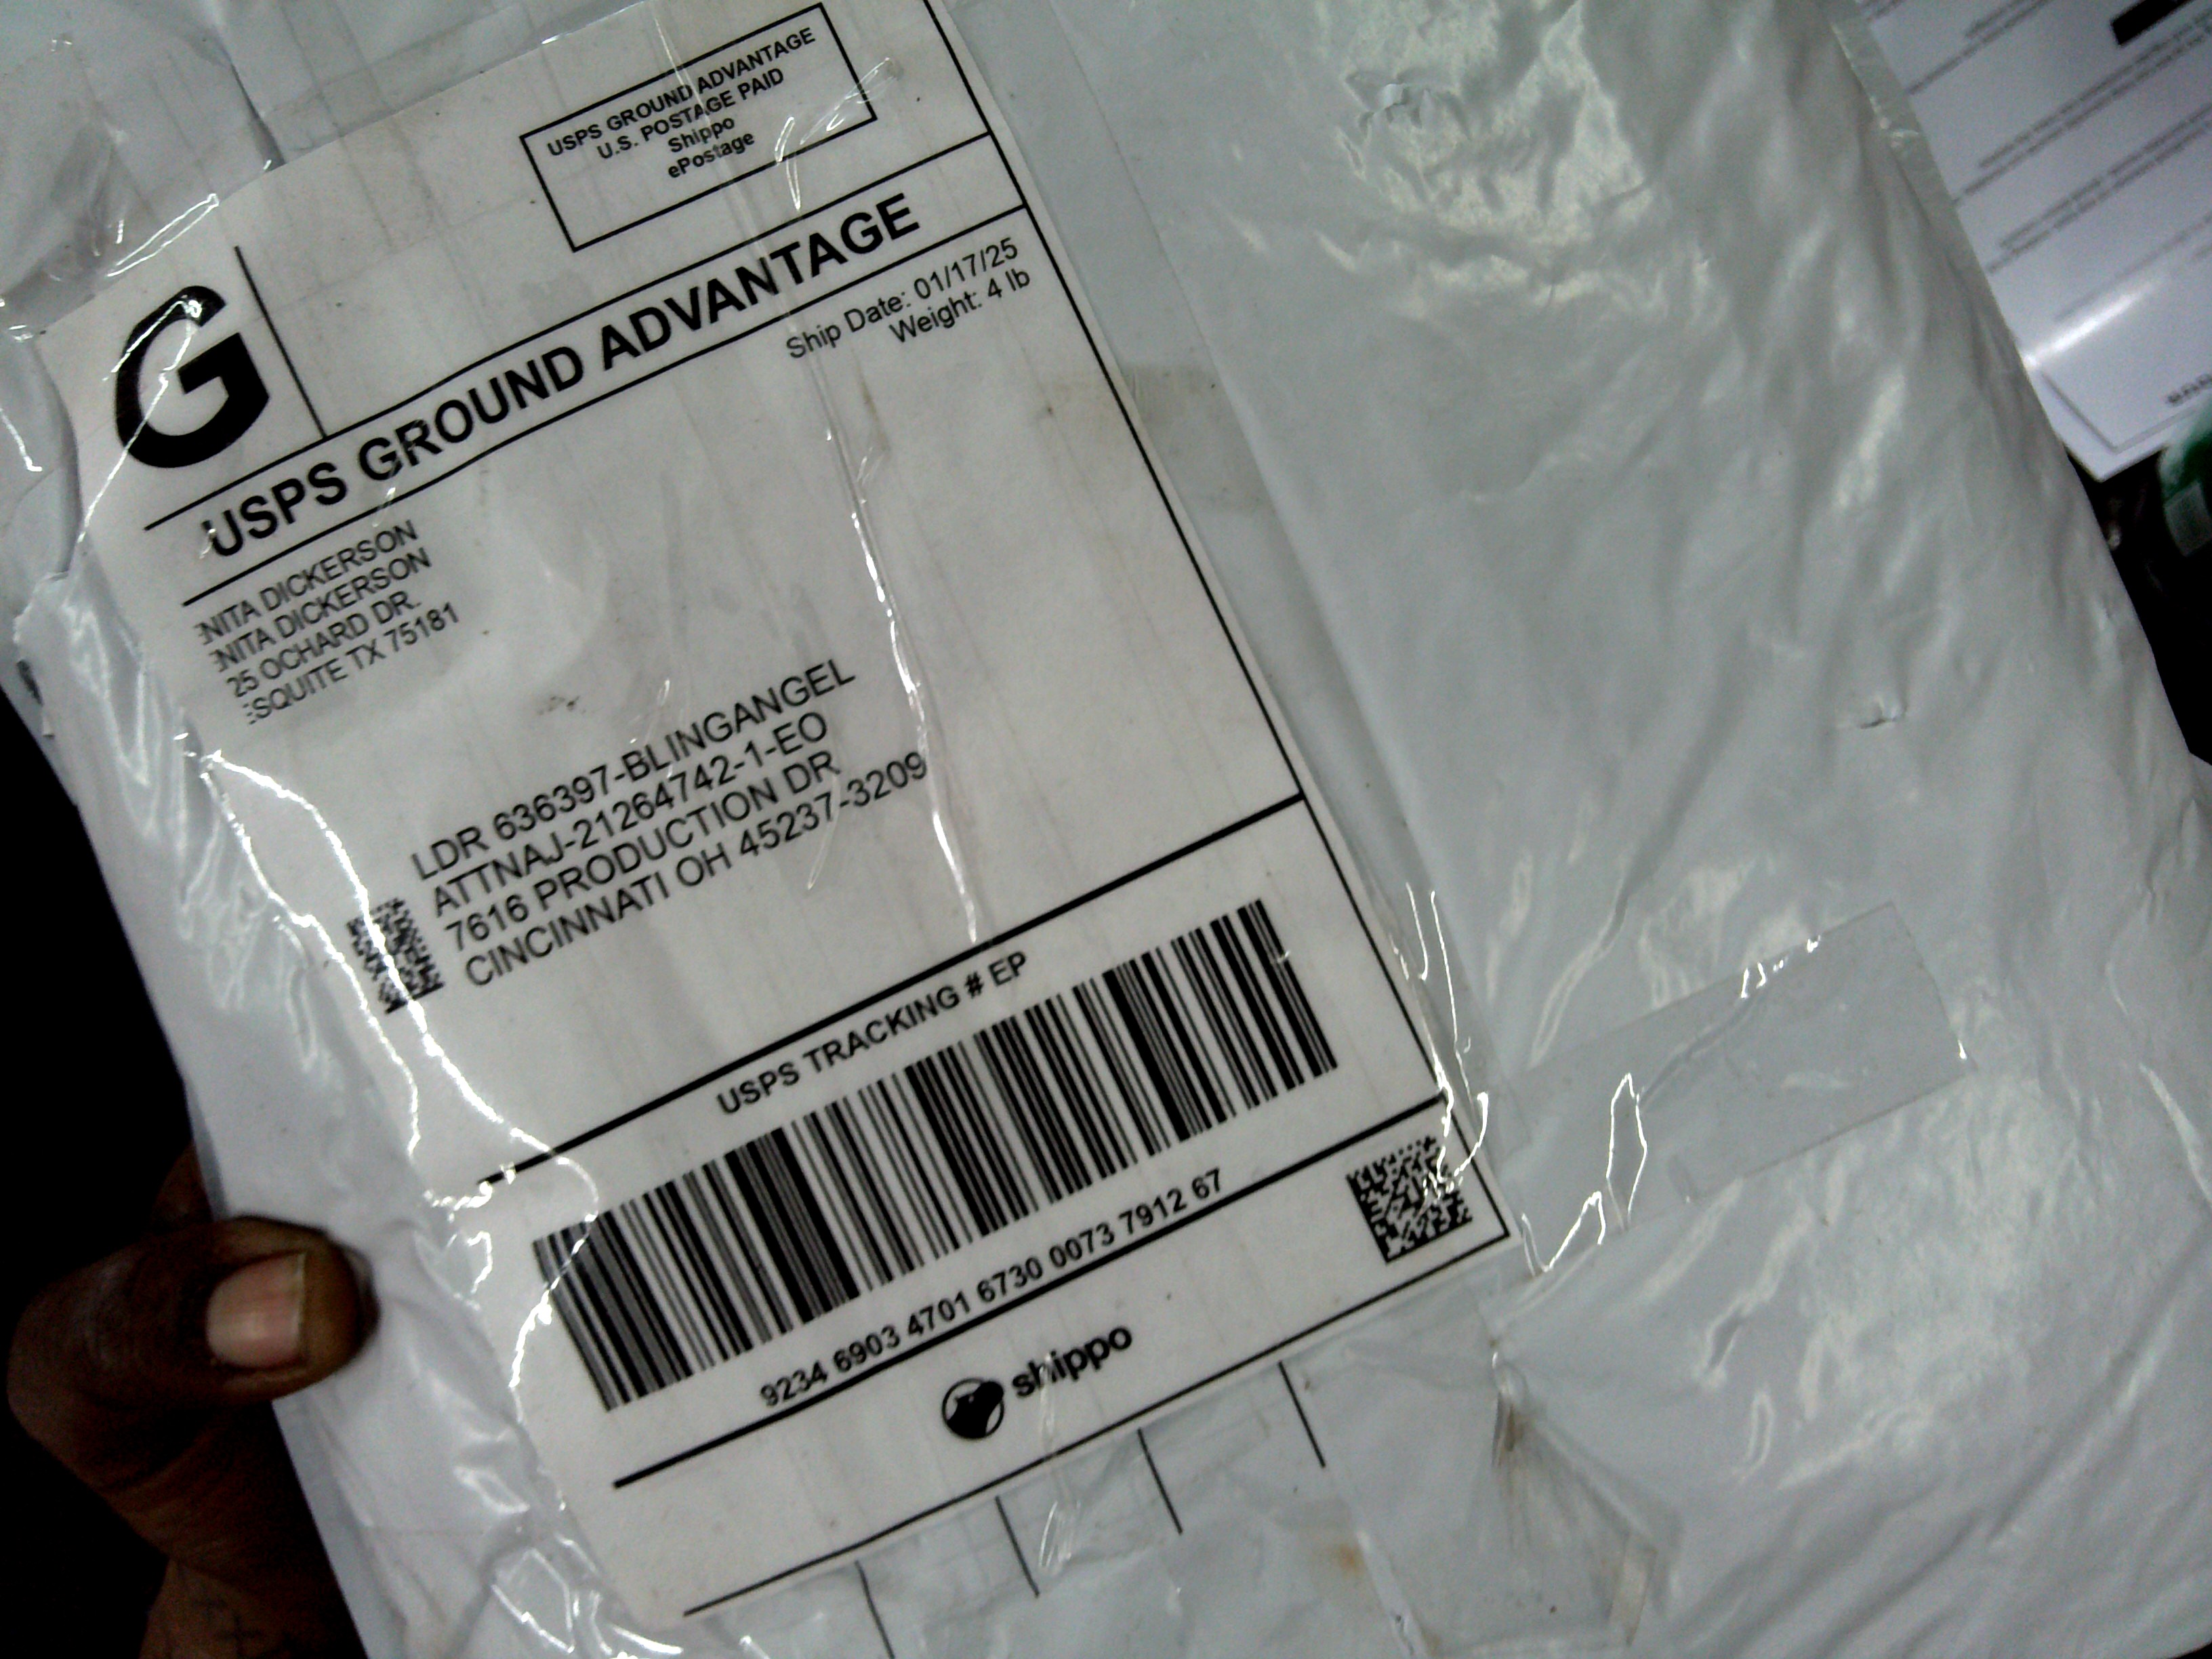 USPS GROUND ADVANTAGE
U.S. POSTAGE PAID
Shippo
ePostage
G
USPS GROUND ADVANTAGE
Ship Date: 01/17/25
Weight: 4 lb
NITA DICKERSON
NITA DICKERSON
25 OCHARD DR.
SQUITE TX 75181
LDR 636397-BLINGANGEL
ATTNAJ-21264742-1-EO
7616 PRODUCTION DR
CINCINNATI OH 45237-3209
USPS TRACKING # EP
9234 6903 4701 6730 0073 7912 67
shippo